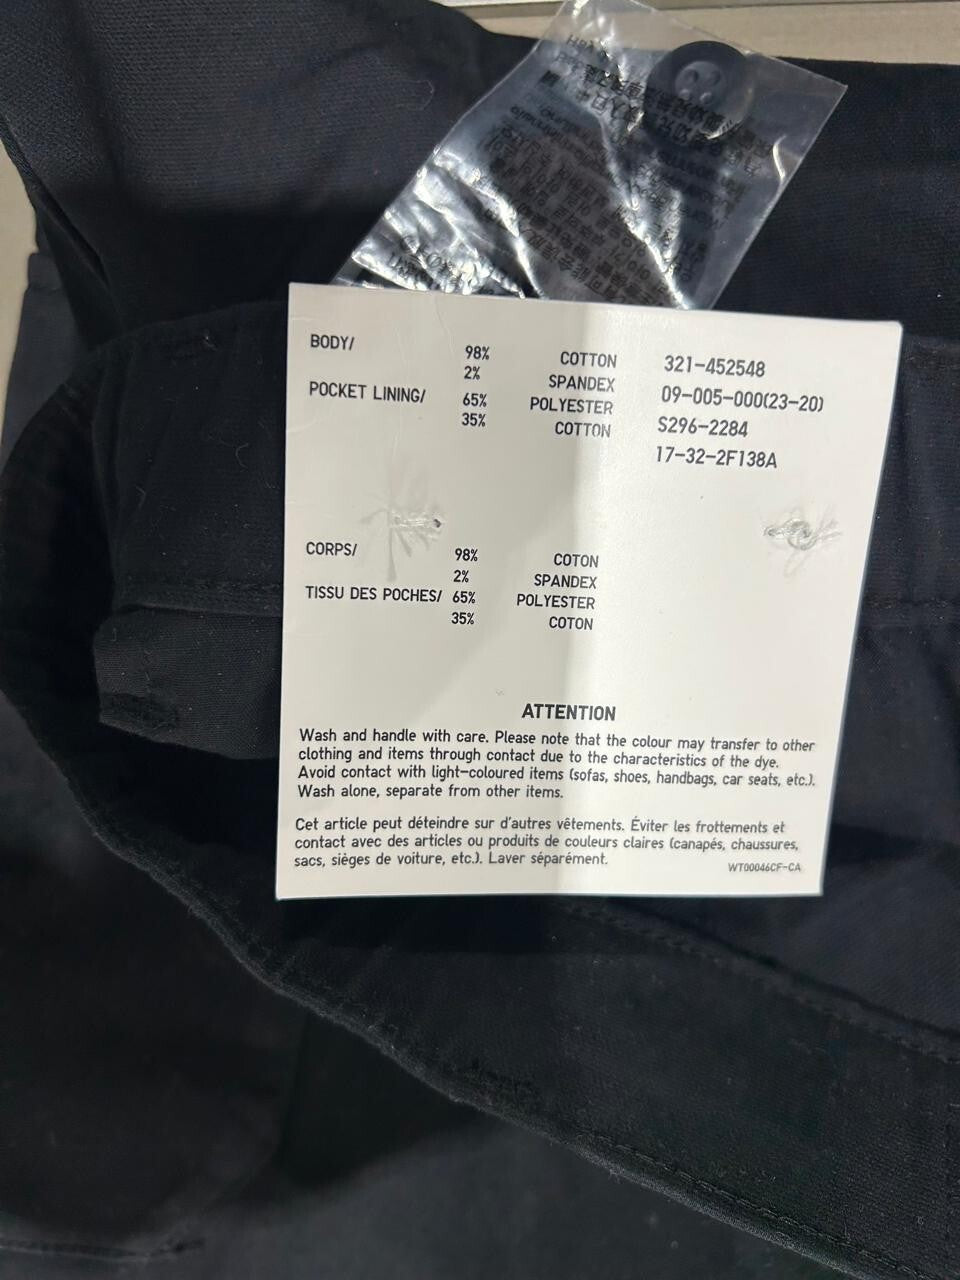 BODY/ 98% COTTON 321-452548
2% SPANDEX 09-005-000(23-20)
POCKET LINING/ 65% POLYESTER S296-2284
35% COTTON 17-32-2F138A
CORPS/ 98% COTON
2% SPANDEX
TISSU DES POCHES/ 65% POLYESTER
35% COTON
ATTENTION
Wash and handle with care. Please note that the colour may transfer to other
clothing and items through contact due to the characteristics of the dye.
Avoid contact with light-coloured items (sofas, shoes, handbags, car seats, etc.).
Wash alone, separate from other items.
Cet article peut déteindre sur d'autres vêtements. Éviter les frottements et
contact avec des articles ou produits de couleurs claires (canapés, chaussures,
sacs, sièges de voiture, etc.). Laver séparément.
WT00046CF-CA